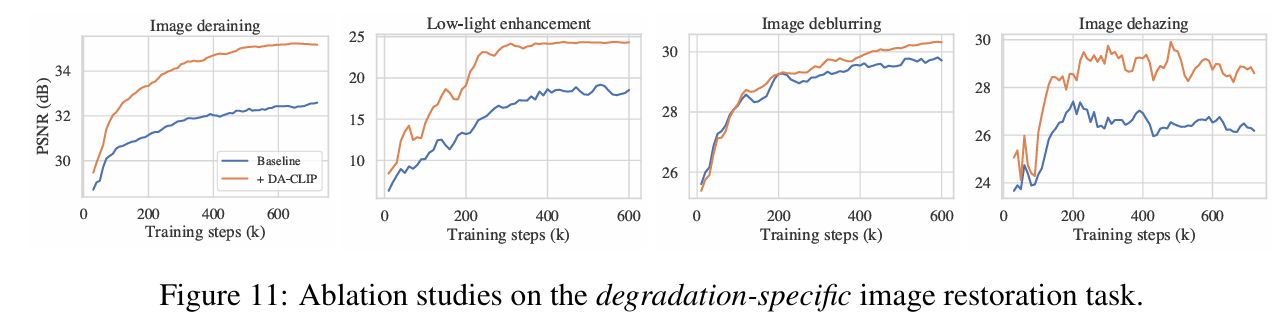 Image deraining
PSNR (dB)
34
32
30
0 200 400 600
Training steps (k)
Baseline
+ DA-CLIP
Low-light enhancement
25
20
15
10
0 200 400 600
Training steps (k)
Image deblurring
30
28
26
0 200 400 600
Training steps (k)
Image dehazing
30
28
26
24
0 200 400 600
Training steps (k)
Figure 11: Ablation studies on the degradation-specific image restoration task.